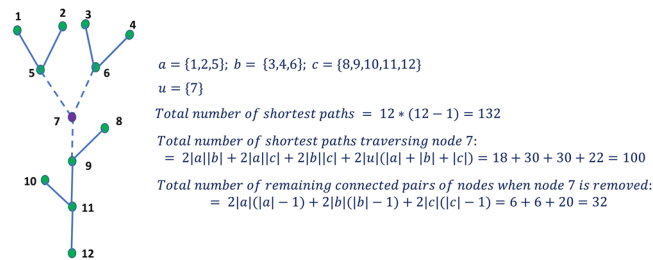 1 2 3 4
5 6
7
8
9
10
11
12
a = {1,2,5}; b = {3,4,6}; c = {8,9,10,11,12}
u = {7}
Total number of shortest paths = 12 ∗ (12 − 1) = 132
Total number of shortest paths traversing node 7:
= 2|a||b| + 2|a||c| + 2|b||c| + 2|u|(|a| + |b| + |c|) = 18 + 30 + 30 + 22 = 100
Total number of remaining connected pairs of nodes when node 7 is removed:
= 2|a|(|a| − 1) + 2|b|(|b| − 1) + 2|c|(|c| − 1) = 6 + 6 + 20 = 32